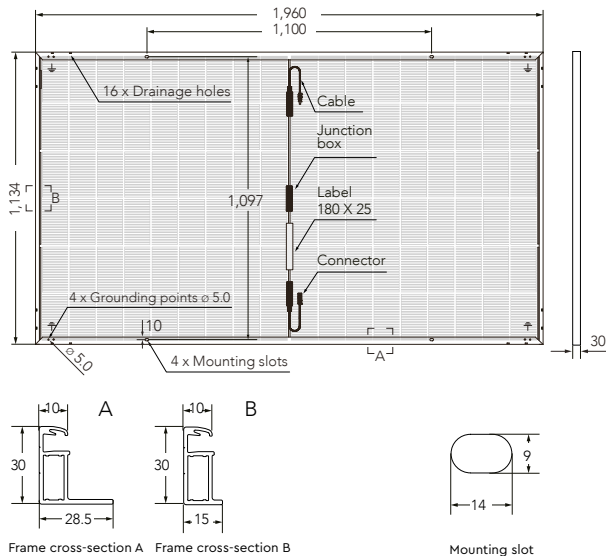 1,960
1,100
16 x Drainage holes
Cable
Junction
box
1,134
B
1,097
Label
180 X 25
Connector
4 x Grounding points ø 5.0
10
ø 5.0
4 x Mounting slots
A
30
10
A
10
B
30
30
9
28.5
15
14
Frame cross-section A
Frame cross-section B
Mounting slot